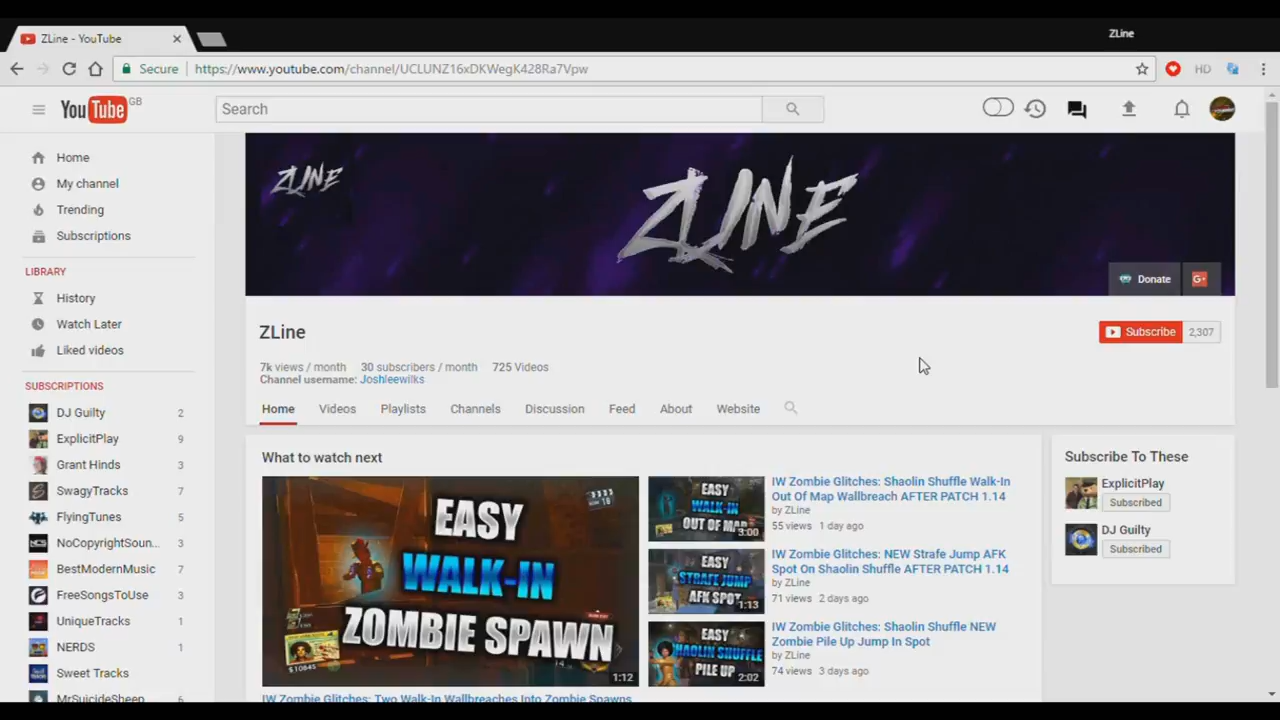 ZLine - YouTube
ZLine
Secure
https://www.youtube.com/channel/UCLUNZ16xDKWegK428Ra7Vpw
HD
YouTube GB
Search
Home
My channel
Trending
Subscriptions
LIBRARY
History
Watch Later
Liked videos
SUBSCRIPTIONS
DJ Guilty 2
ExplicitPlay 9
Grant Hinds 3
SwagyTracks 7
FlyingTunes 5
NoCopyrightSoun... 3
BestModernMusic 7
FreeSongsToUse 3
UniqueTracks 1
NERDS 1
Sweet Tracks
MrSuicideSheep 6
ZLINE
ZLINE
Donate
G+
ZLine
Subscribe 2,307
7k views / month 30 subscribers / month 725 Videos
Channel username: Joshleewilks
Home Videos Playlists Channels Discussion Feed About Website
What to watch next
EASY
WALK-IN
ZOMBIE SPAWN
$10845
1:12
IW Zombie Glitches: Two Walk-In Wallbreaches Into Zombie Spawns
EASY
WALK-IN
OUT OF MAP
3:00
IW Zombie Glitches: Shaolin Shuffle Walk-In
Out Of Map Wallbreach AFTER PATCH 1.14
by ZLine
55 views 1 day ago
EASY
STRAFE JUMP
AFK SPOT
1:13
IW Zombie Glitches: NEW Strafe Jump AFK
Spot On Shaolin Shuffle AFTER PATCH 1.14
by ZLine
71 views 2 days ago
EASY
SHAOLIN SHUFFLE
PILE UP
2:02
IW Zombie Glitches: Shaolin Shuffle NEW
Zombie Pile Up Jump In Spot
by ZLine
74 views 3 days ago
Subscribe To These
ExplicitPlay
Subscribed
DJ Guilty
Subscribed